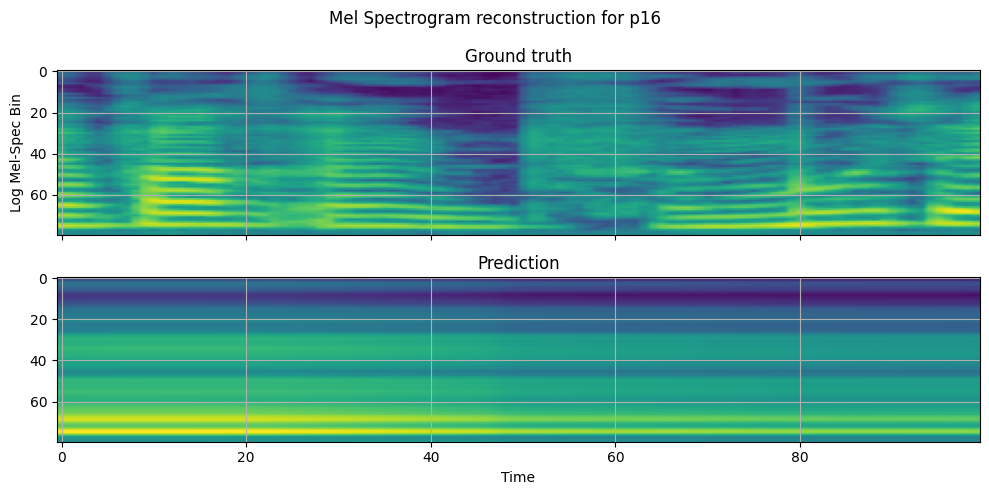 Mel Spectrogram reconstruction for p16
Ground truth
0
20
40
60
Log Mel-Spec Bin
Prediction
0
20
40
60
0 20 40 60 80
Time